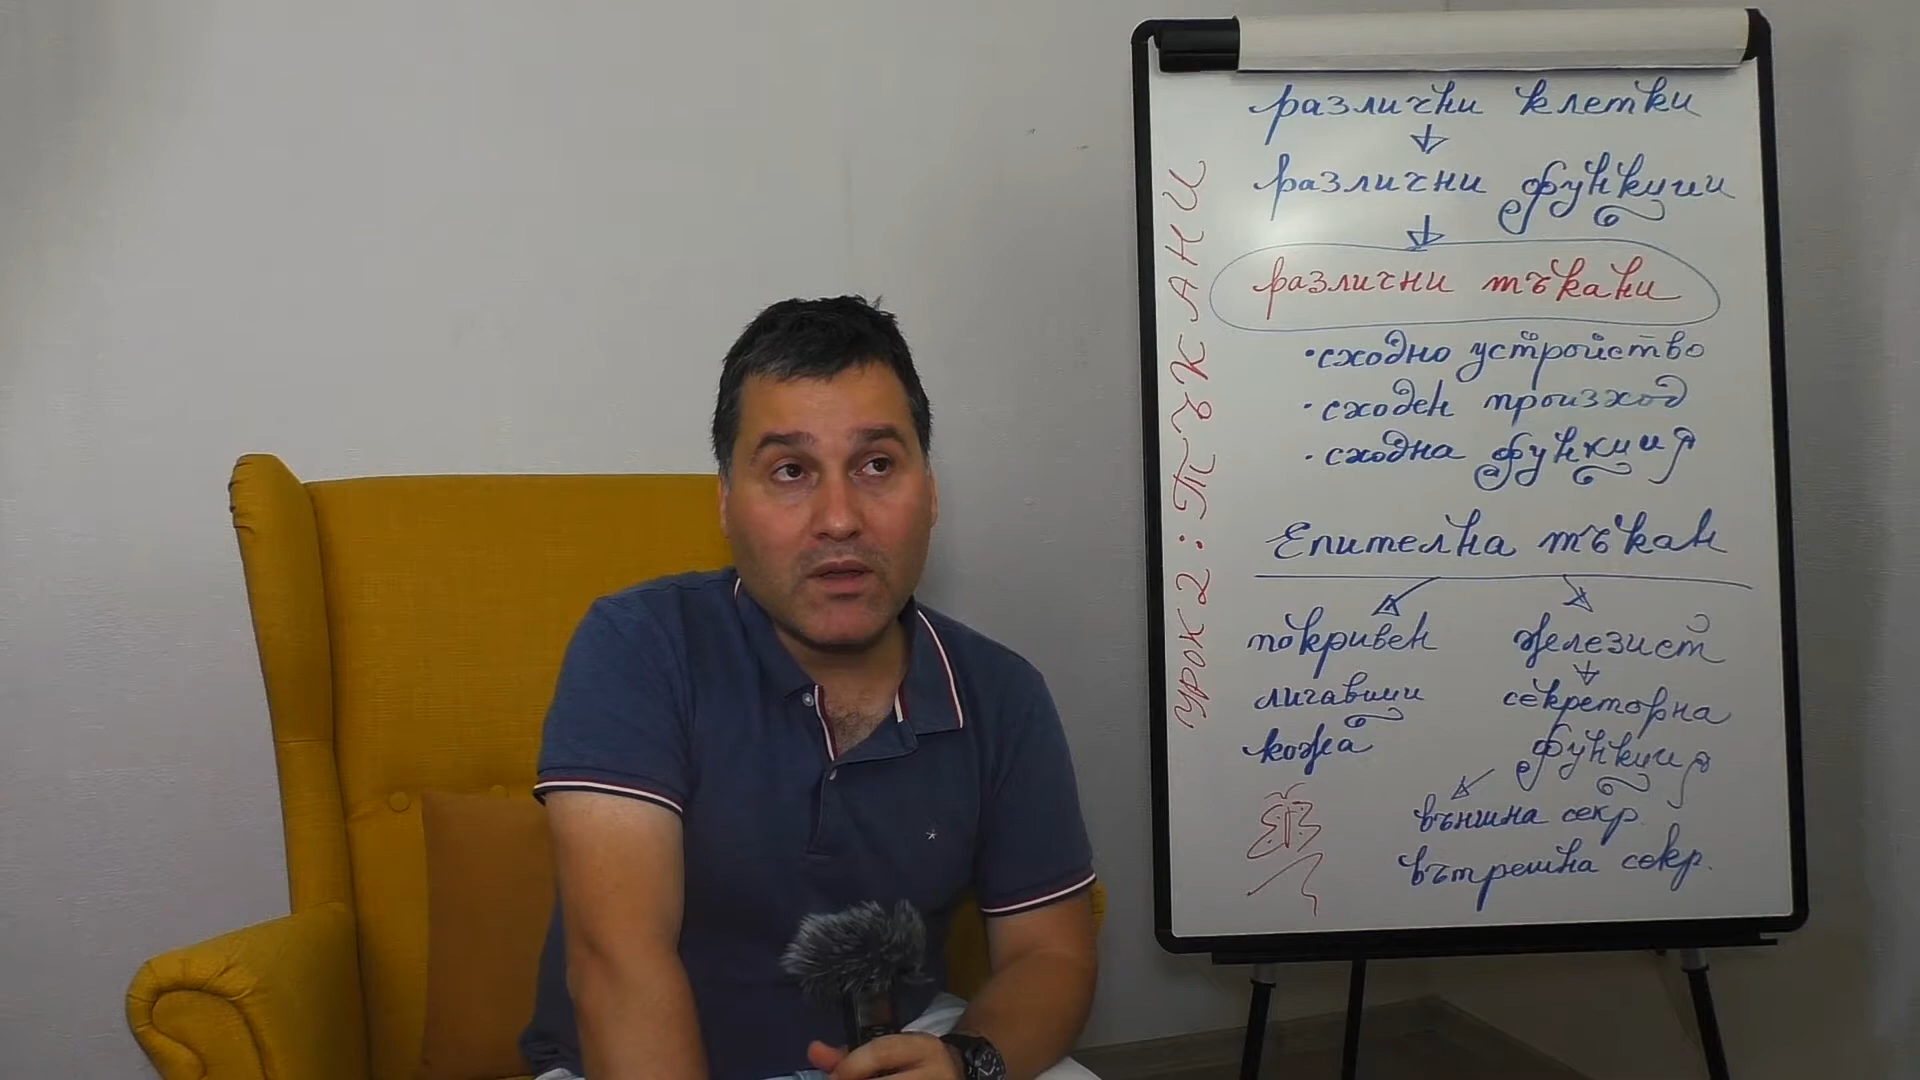 УРОК 2: ТЪКАНИ
различни клетки
различни функции
различни тъкани
• сходно устройство
• сходен произход
• сходна функция
Епителна тъкан
покривен железист
лигавици секреторна
кожа функция
външна секр.
вътрешна секр.